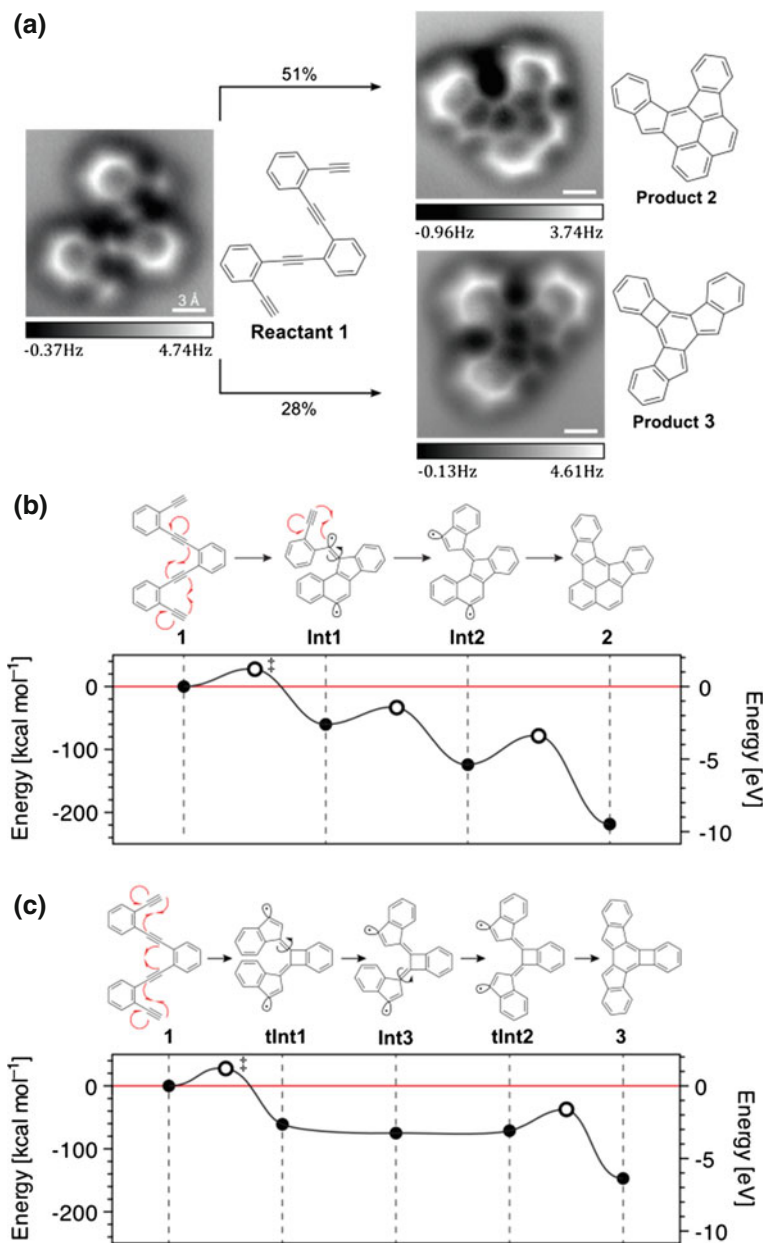 (a)
51%
-0.96Hz 3.74Hz
Product 2
3 Å
-0.37Hz 4.74Hz
Reactant 1
28%
-0.13Hz 4.61Hz
Product 3
(b)
1 Int1 Int2 2
‡
Energy [kcal mol⁻¹]
0
-100
-200
0
-5
-10
Energy [eV]
(c)
1 tInt1 Int3 tInt2 3
‡
Energy [kcal mol⁻¹]
0
-100
-200
0
-5
-10
Energy [eV]